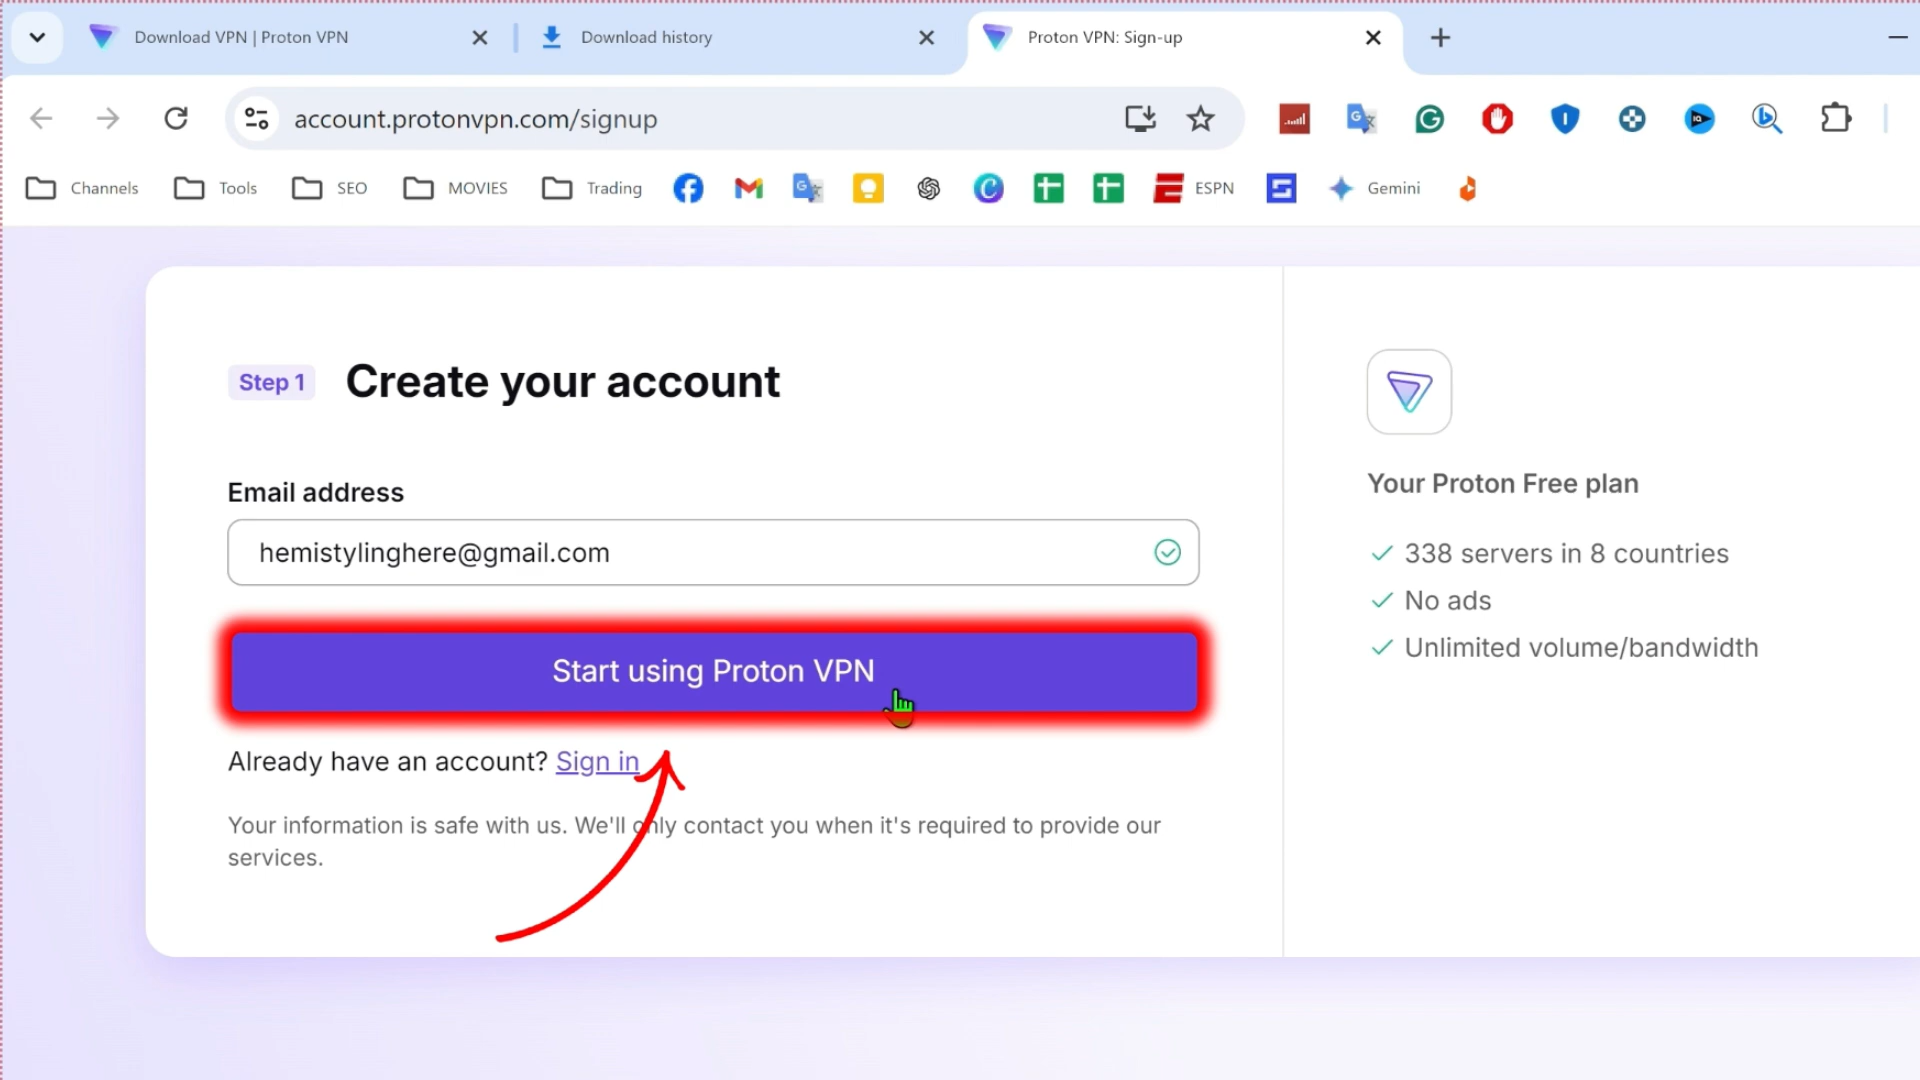 Download VPN | Proton VPN
Download history
Proton VPN: Sign-up
account.protonvpn.com/signup
Channels
Tools
SEO
MOVIES
Trading
ESPN
Gemini
Step 1
Create your account
Email address
hemistylinghere@gmail.com
Start using Proton VPN
Already have an account? Sign in
Your information is safe with us. We'll only contact you when it's required to provide our
services.
Your Proton Free plan
338 servers in 8 countries
No ads
Unlimited volume/bandwidth